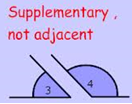 Supplementary ,
not adjacent
3
4